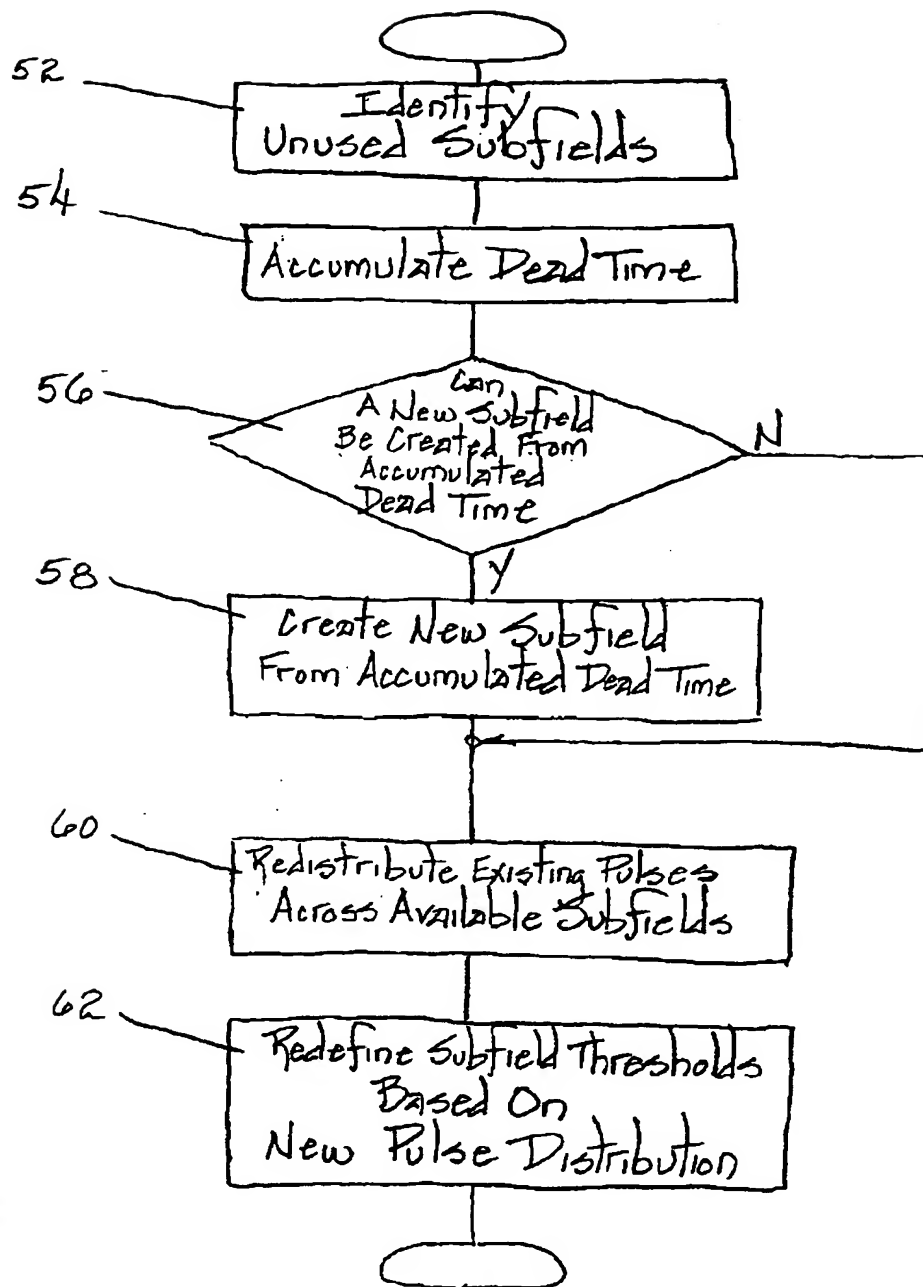 52
Identify
Unused Subfields
54
Accumulate Dead Time
56
Can
A New Subfield
Be Created From
Accumulated
Dead Time
N
Y
58
Create New Subfield
From Accumulated Dead Time
60
Redistribute Existing Pulses
Across Available Subfields
62
Redefine Subfield Thresholds
Based On
New Pulse Distribution